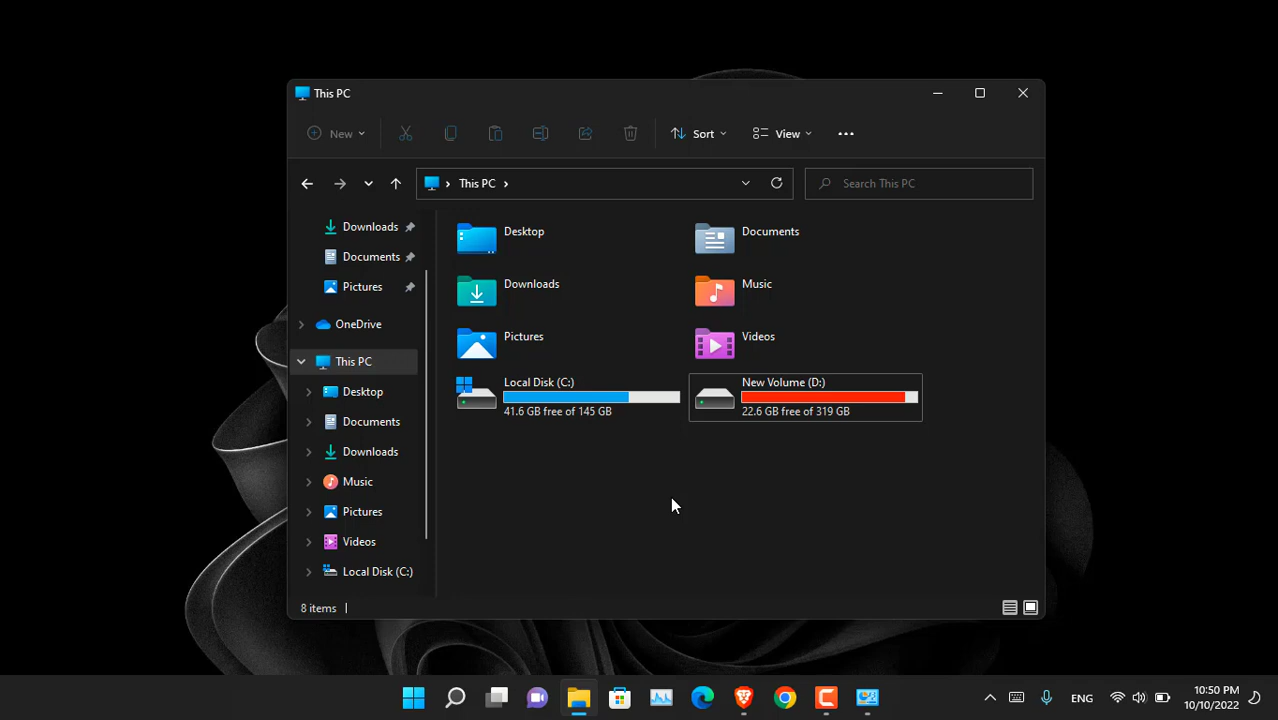 This PC
New
Sort
View
This PC
Search This PC
Downloads
Documents
Pictures
OneDrive
This PC
Desktop
Documents
Downloads
Music
Pictures
Videos
Local Disk (C:)
Desktop
Documents
Downloads
Music
Pictures
Videos
Local Disk (C:)
41.6 GB free of 145 GB
New Volume (D:)
22.6 GB free of 319 GB
8 items
ENG
10:50 PM
10/10/2022